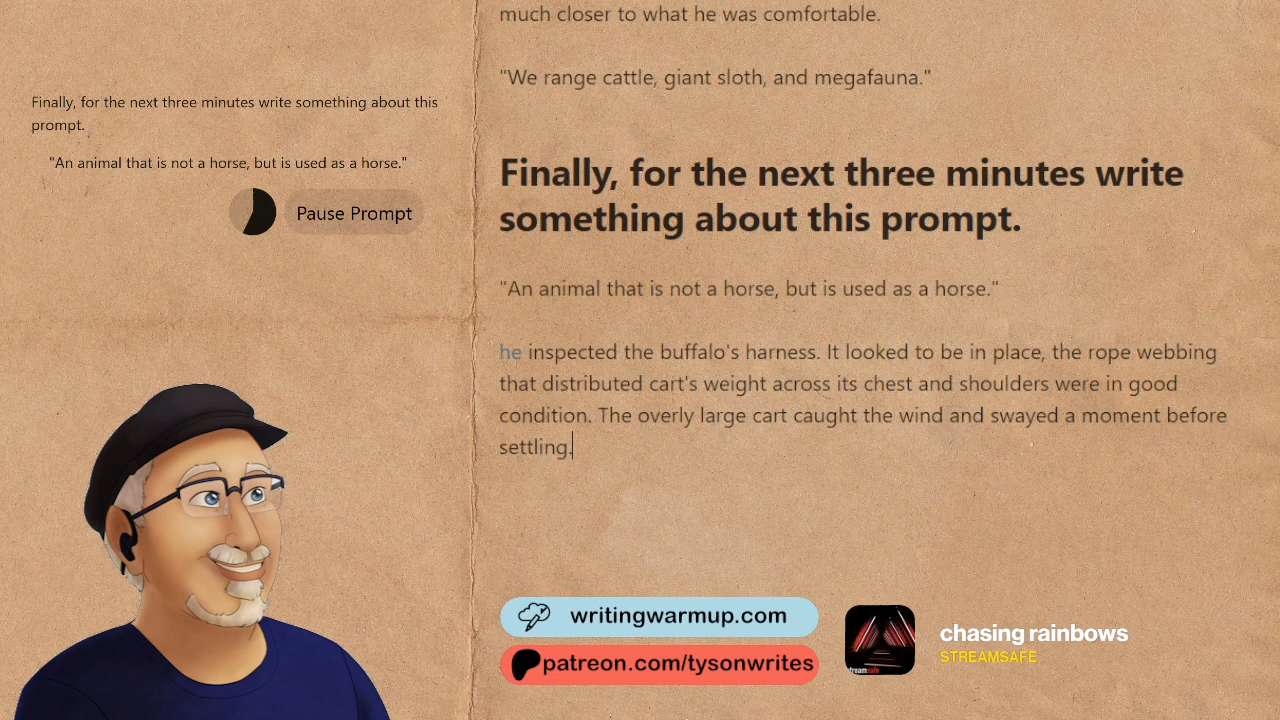 Finally, for the next three minutes write something about this
prompt.
"An animal that is not a horse, but is used as a horse."
Pause Prompt
much closer to what he was comfortable.
"We range cattle, giant sloth, and megafauna."
Finally, for the next three minutes write
something about this prompt.
"An animal that is not a horse, but is used as a horse."
he inspected the buffalo's harness. It looked to be in place, the rope webbing
that distributed cart's weight across its chest and shoulders were in good
condition. The overly large cart caught the wind and swayed a moment before
settling.
writingwarmup.com
patreon.com/tysonwrites
streamsafe
chasing rainbows
STREAMSAFE